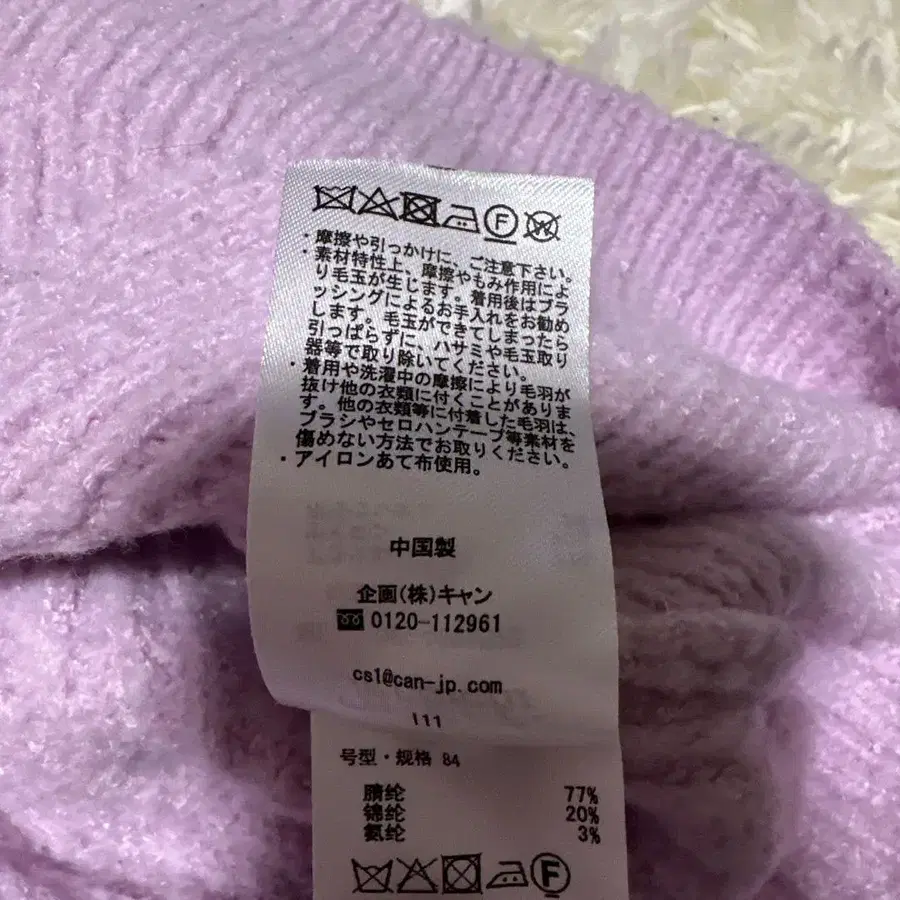 ・摩擦や引っかけに、ご注意下さい。
・素材特性上、摩擦やもみ作用によ
り毛玉が生じます。着用後はブラ
ッシングによるお手入れをお勧め
します。毛玉ができてしまったら
引っぱらずに、ハサミや毛玉取り
器等で取り除いてください。
・着用や洗濯中の摩擦により毛羽が
抜け他の衣類に付くことがありま
す。他の衣類等に付着した毛羽は、
ブラシやセロハンテープ等素材を
傷めない方法でお取りください。
・アイロンあて布使用。
中国製
企画(株)キャン
0120-112961
cs1@can-jp.com
111
号型・规格 84
腈纶 77%
锦纶 20%
氨纶 3%